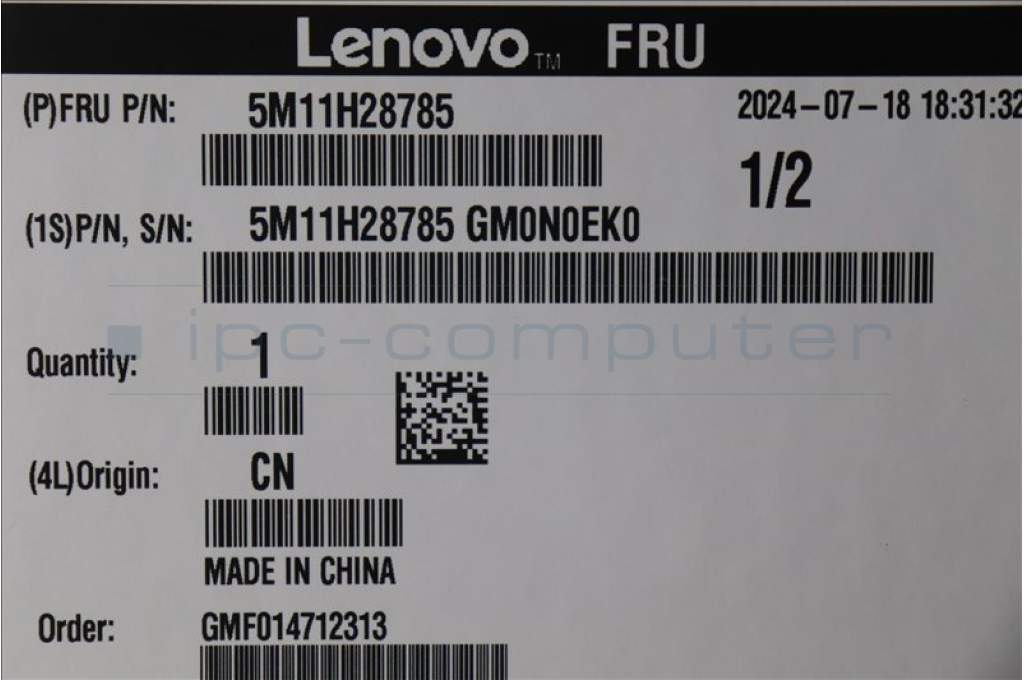 Lenovo™ FRU
(P)FRU P/N: 5M11H28785 2024-07-18 18:31:32
1/2
(1S)P/N, S/N: 5M11H28785 GM0N0EK0
ipc-computer
Quantity: 1
(4L)Origin: CN
MADE IN CHINA
Order: GMF014712313